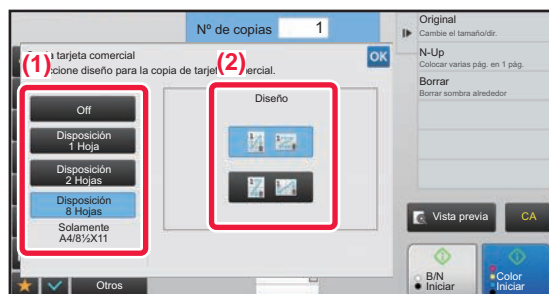 Nº de copias 1
Original
Cambie el tamaño/dir.
N-Up
Colocar varias pág. en 1 pág.
Borrar
Borrar sombra alrededor
tarjeta comercial
OK
(1)
(2)
ccione diseño para la copia de tarjet
ercial.
Off
Disposición
1 Hoja
Disposición
2 Hojas
Disposición
8 Hojas
Solamente
A4/8½X11
Diseño
Vista previa
CA
Otros
B/N
Iniciar
Color
Iniciar